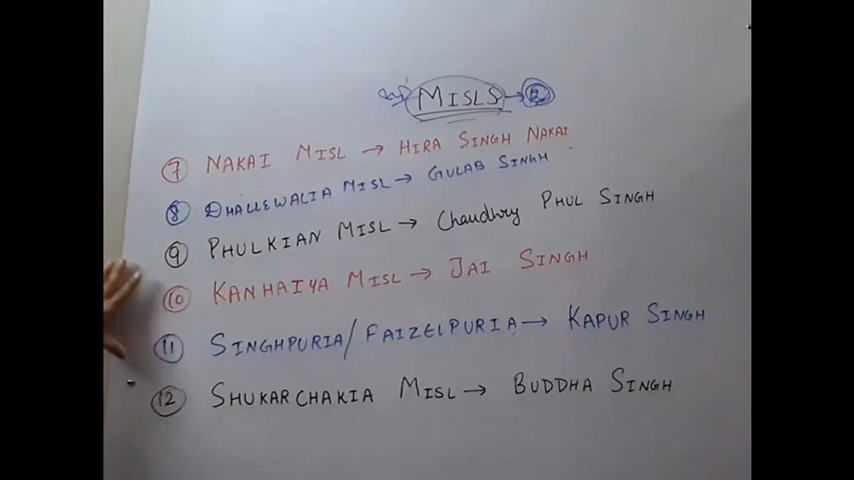 MISLS → 12
7 NAKAI MISL → HIRA SINGH NAKAI
8 DHALLEWALIA MISL → GULAB SINGH
9 PHULKIAN MISL → Chaudhry PHUL SINGH
10 KANHAIYA MISL → JAI SINGH
11 SINGHPURIA/FAIZELPURIA → KAPUR SINGH
12 SHUKARCHAKIA MISL → BUDDHA SINGH